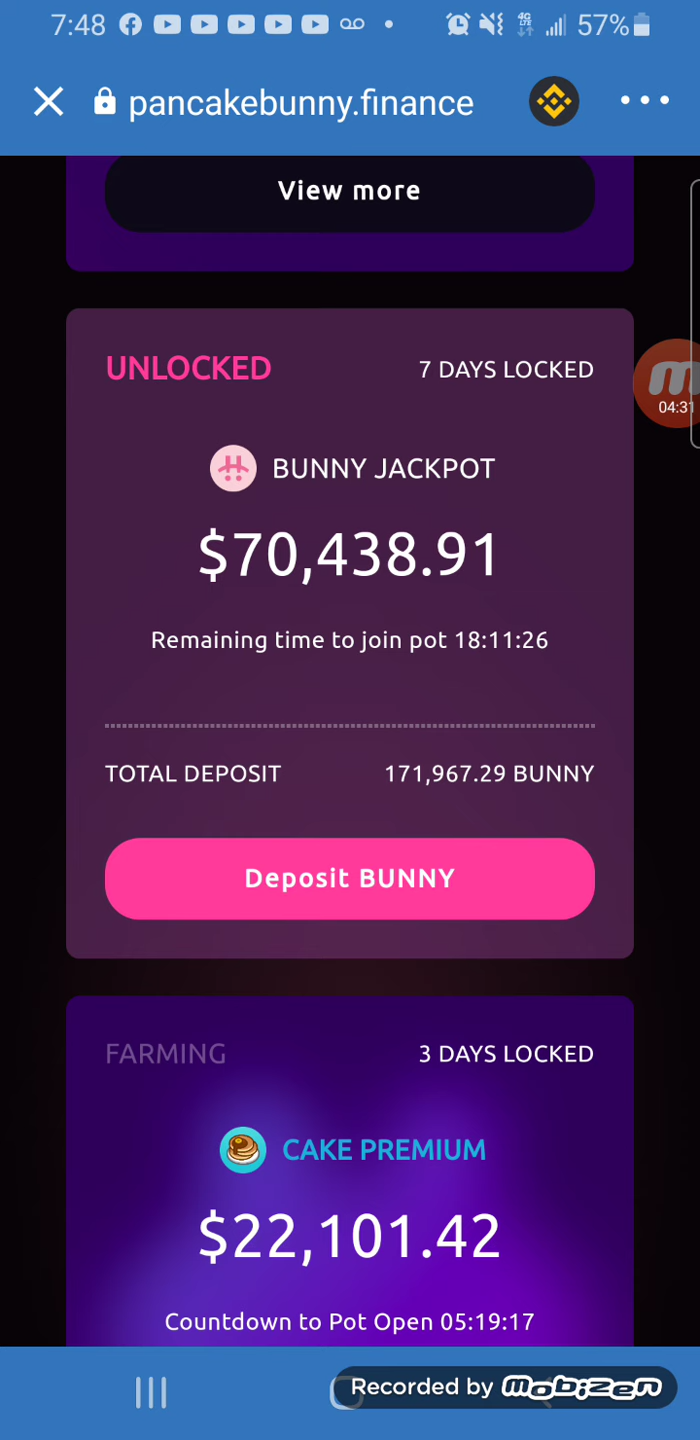 7:48
4G
57%
pancakebunny.finance
View more
UNLOCKED
7 DAYS LOCKED
04:31
BUNNY JACKPOT
$70,438.91
Remaining time to join pot 18:11:26
TOTAL DEPOSIT
171,967.29 BUNNY
Deposit BUNNY
FARMING
3 DAYS LOCKED
CAKE PREMIUM
$22,101.42
Countdown to Pot Open 05:19:17
Recorded by mobizen